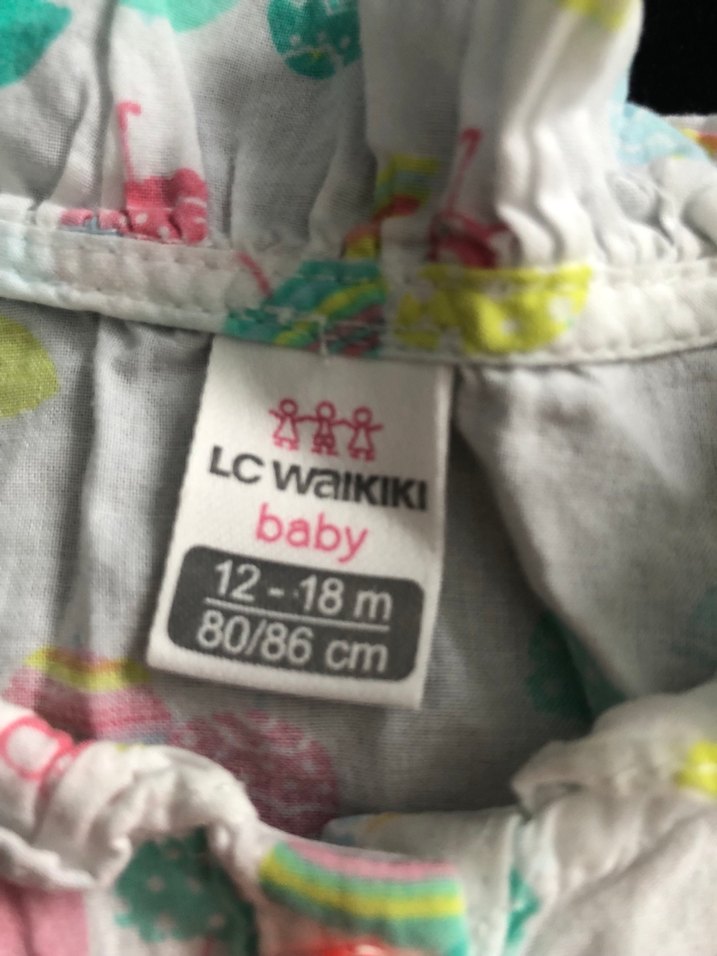 LC WAIKIKI
baby
12 - 18 m
80/86 cm